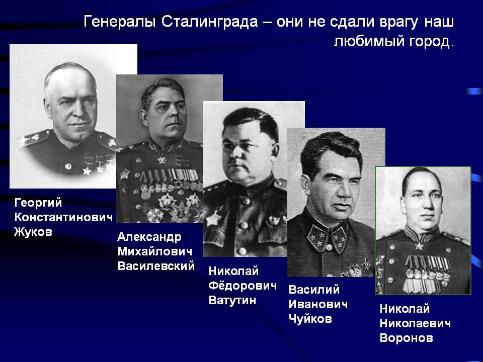 Генералы Сталинграда – они не сдали врагу наш
любимый город.
Георгий
Константинович
Жуков
Александр
Михайлович
Василевский
Николай
Фёдорович
Ватутин
Василий
Иванович
Чуйков
Николай
Николаевич
Воронов